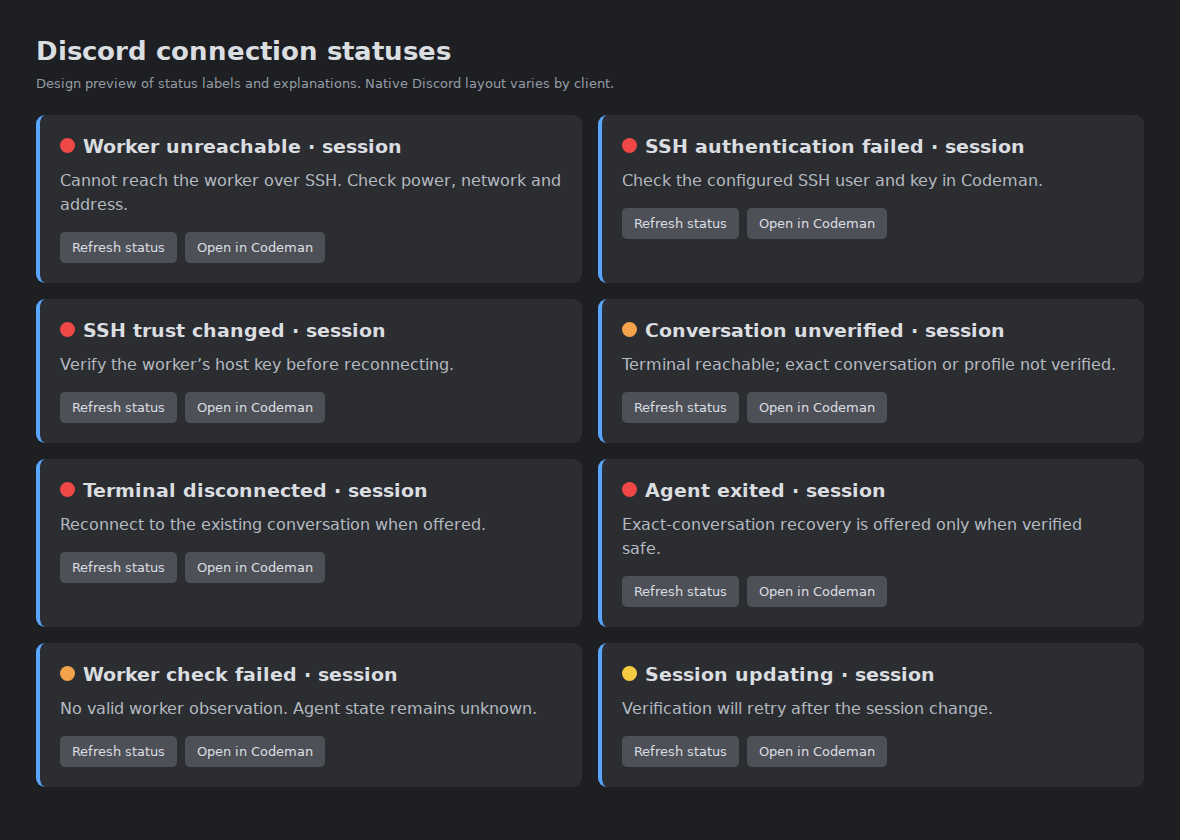 Discord connection statuses
Design preview of status labels and explanations. Native Discord layout varies by client.
Worker unreachable · session
Cannot reach the worker over SSH. Check power, network and
address.
Refresh status
Open in Codeman
SSH authentication failed · session
Check the configured SSH user and key in Codeman.
Refresh status
Open in Codeman
SSH trust changed · session
Verify the worker’s host key before reconnecting.
Refresh status
Open in Codeman
Conversation unverified · session
Terminal reachable; exact conversation or profile not verified.
Refresh status
Open in Codeman
Terminal disconnected · session
Reconnect to the existing conversation when offered.
Refresh status
Open in Codeman
Agent exited · session
Exact-conversation recovery is offered only when verified
safe.
Refresh status
Open in Codeman
Worker check failed · session
No valid worker observation. Agent state remains unknown.
Refresh status
Open in Codeman
Session updating · session
Verification will retry after the session change.
Refresh status
Open in Codeman